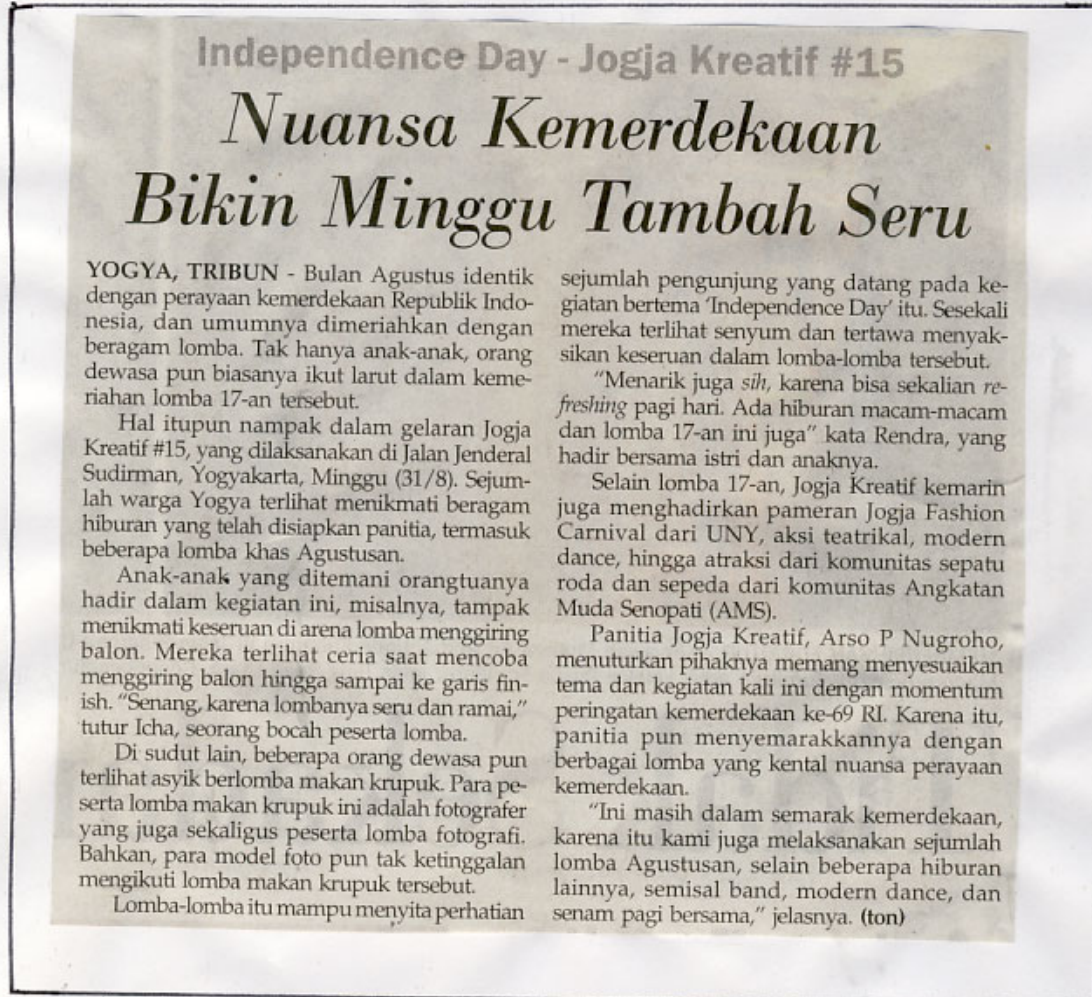 Independence Day - Jogja Kreatif #15
Nuansa Kemerdekaan
Bikin Minggu Tambah Seru
YOGYA, TRIBUN - Bulan Agustus identik
dengan perayaan kemerdekaan Republik Indo-
nesia, dan umumnya dimeriahkan dengan
beragam lomba. Tak hanya anak-anak, orang
dewasa pun biasanya ikut larut dalam keme-
riahan lomba 17-an tersebut.
Hal itupun nampak dalam gelaran Jogja
Kreatif #15, yang dilaksanakan di Jalan Jenderal
Sudirman, Yogyakarta, Minggu (31/8). Sejum-
lah warga Yogya terlihat menikmati beragam
hiburan yang telah disiapkan panitia, termasuk
beberapa lomba khas Agustusan.
Anak-anak yang ditemani orangtuanya
hadir dalam kegiatan ini, misalnya, tampak
menikmati keseruan di arena lomba menggiring
balon. Mereka terlihat ceria saat mencoba
menggiring balon hingga sampai ke garis fin-
ish. "Senang, karena lombanya seru dan ramai,"
tutur Icha, seorang bocah peserta lomba.
Di sudut lain, beberapa orang dewasa pun
terlihat asyik berlomba makan krupuk. Para pe-
serta lomba makan krupuk ini adalah fotografer
yang juga sekaligus peserta lomba fotografi.
Bahkan, para model foto pun tak ketinggalan
mengikuti lomba makan krupuk tersebut.
Lomba-lomba itu mampu menyita perhatian
sejumlah pengunjung yang datang pada ke-
giatan bertema 'Independence Day' itu. Sesekali
mereka terlihat senyum dan tertawa menyak-
sikan keseruan dalam lomba-lomba tersebut.
"Menarik juga sih, karena bisa sekalian re-
freshing pagi hari. Ada hiburan macam-macam
dan lomba 17-an ini juga" kata Rendra, yang
hadir bersama istri dan anaknya.
Selain lomba 17-an, Jogja Kreatif kemarin
juga menghadirkan pameran Jogja Fashion
Carnival dari UNY, aksi teatrikal, modern
dance, hingga atraksi dari komunitas sepatu
roda dan sepeda dari komunitas Angkatan
Muda Senopati (AMS).
Panitia Jogja Kreatif, Arso P Nugroho,
menuturkan pihaknya memang menyesuaikan
tema dan kegiatan kali ini dengan momentum
peringatan kemerdekaan ke-69 RI. Karena itu,
panitia pun menyemarakkannya dengan
berbagai lomba yang kental nuansa perayaan
kemerdekaan.
"Ini masih dalam semarak kemerdekaan,
karena itu kami juga melaksanakan sejumlah
lomba Agustusan, selain beberapa hiburan
lainnya, semisal band, modern dance, dan
senam pagi bersama," jelasnya. (ton)